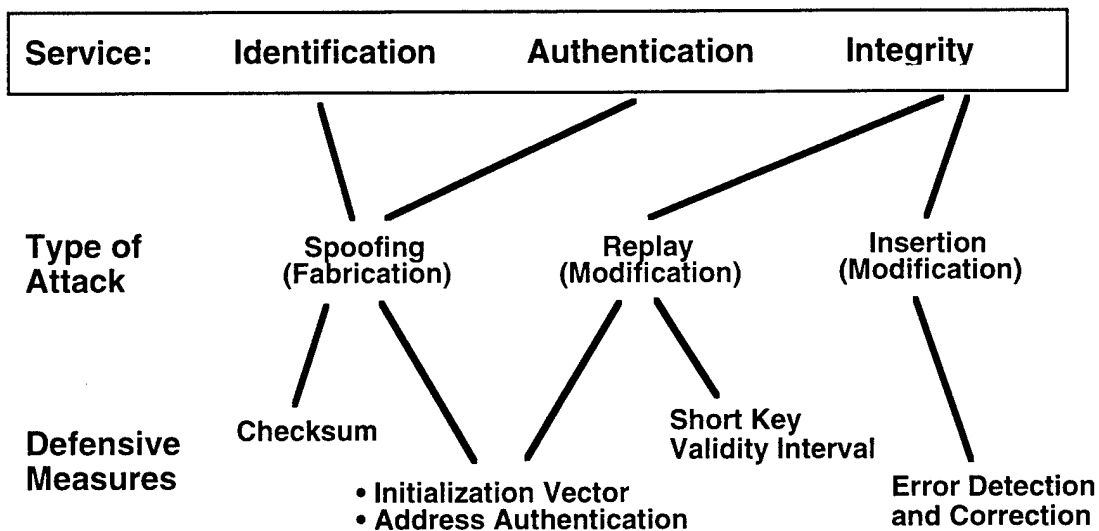 Service: Identification Authentication Integrity
Type of
Attack
Spoofing
(Fabrication)
Replay
(Modification)
Insertion
(Modification)
Defensive
Measures
Checksum
• Initialization Vector
• Address Authentication
Short Key
Validity Interval
Error Detection
and Correction